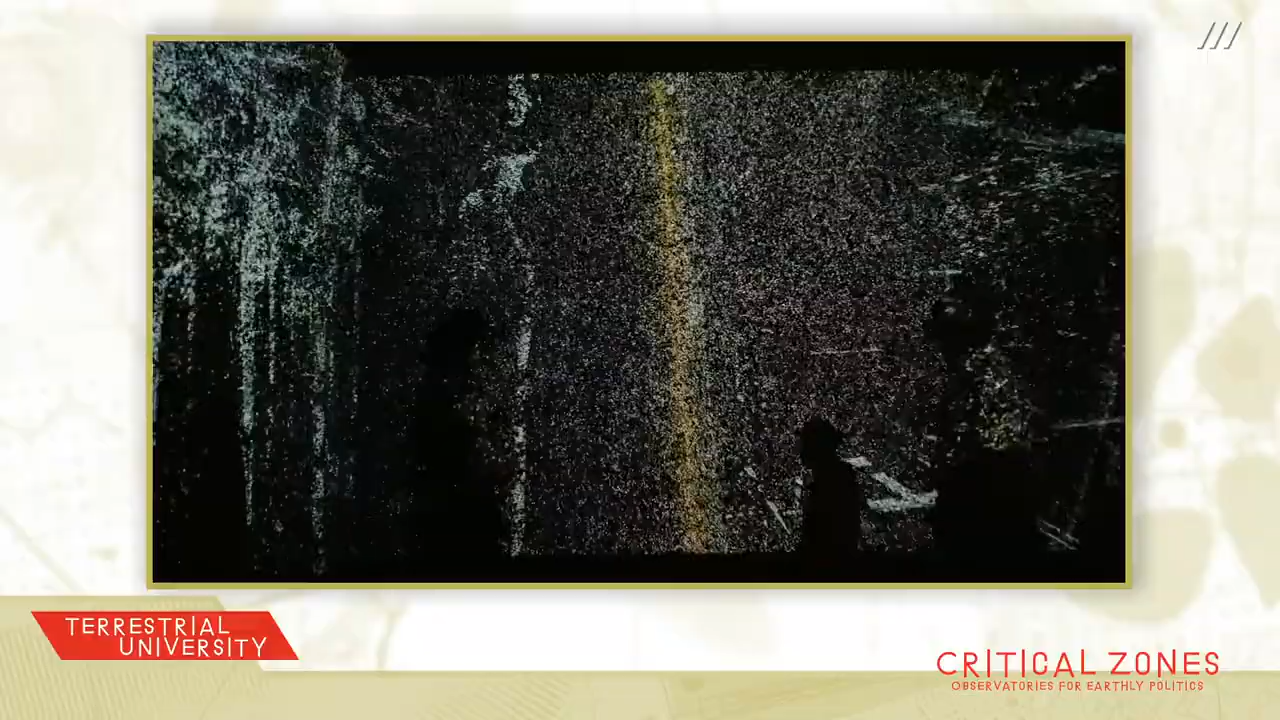 TERRESTRIAL
UNIVERSITY
CRITICAL ZONES
OBSERVATORIES FOR EARTHLY POLITICS